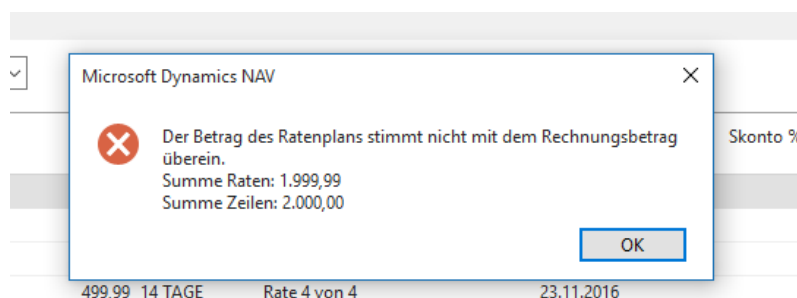 Microsoft Dynamics NAV
Der Betrag des Ratenplans stimmt nicht mit dem Rechnungsbetrag
überein.
Summe Raten: 1.999,99
Summe Zeilen: 2.000,00
Skonto %
OK
499,99 14 TAGE Rate 4 von 4 23.11.2016